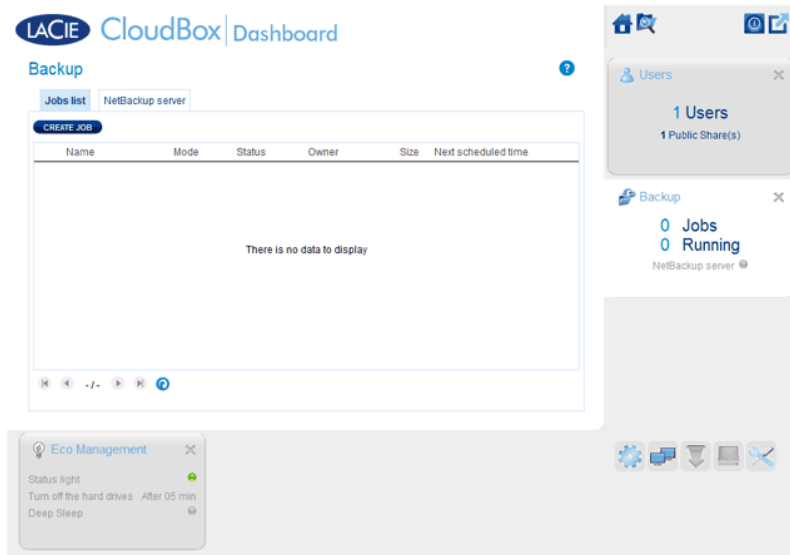 LACIE CloudBox Dashboard
Backup
Jobs list NetBackup server
CREATE JOB
Name Mode Status Owner Size Next scheduled time
There is no data to display
-/-
Users
1 Users
1 Public Share(s)
Backup
0 Jobs
0 Running
NetBackup server
Eco Management
Status light
Turn off the hard drives After 05 min
Deep Sleep